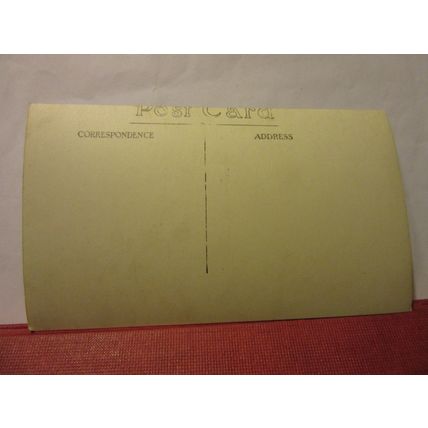 Post Card
CORRESPONDENCE ADDRESS